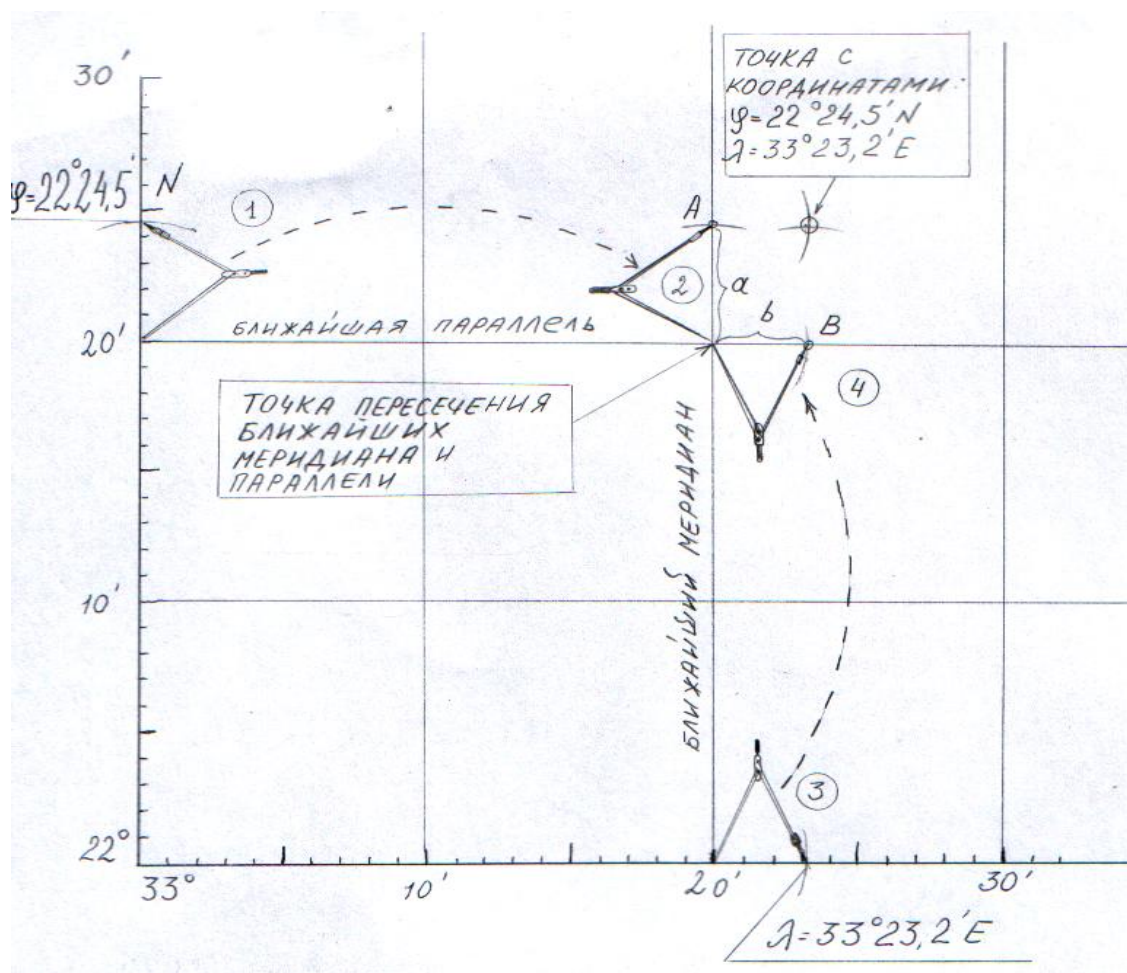 30′
ТОЧКА С
КООРДИНАТАМИ:
φ=22°24,5′N
λ=33°23,2′E
φ=22°24,5′ N
1
A
2
a
b
B
БЛИЖАЙШАЯ ПАРАЛЛЕЛЬ
20′
4
ТОЧКА ПЕРЕСЕЧЕНИЯ
БЛИЖАЙШИХ
МЕРИДИАНА И
ПАРАЛЛЕЛИ
БЛИЖАЙШИЙ МЕРИДИАН
10′
3
22°
33°
10′
20′
30′
λ=33°23,2′E